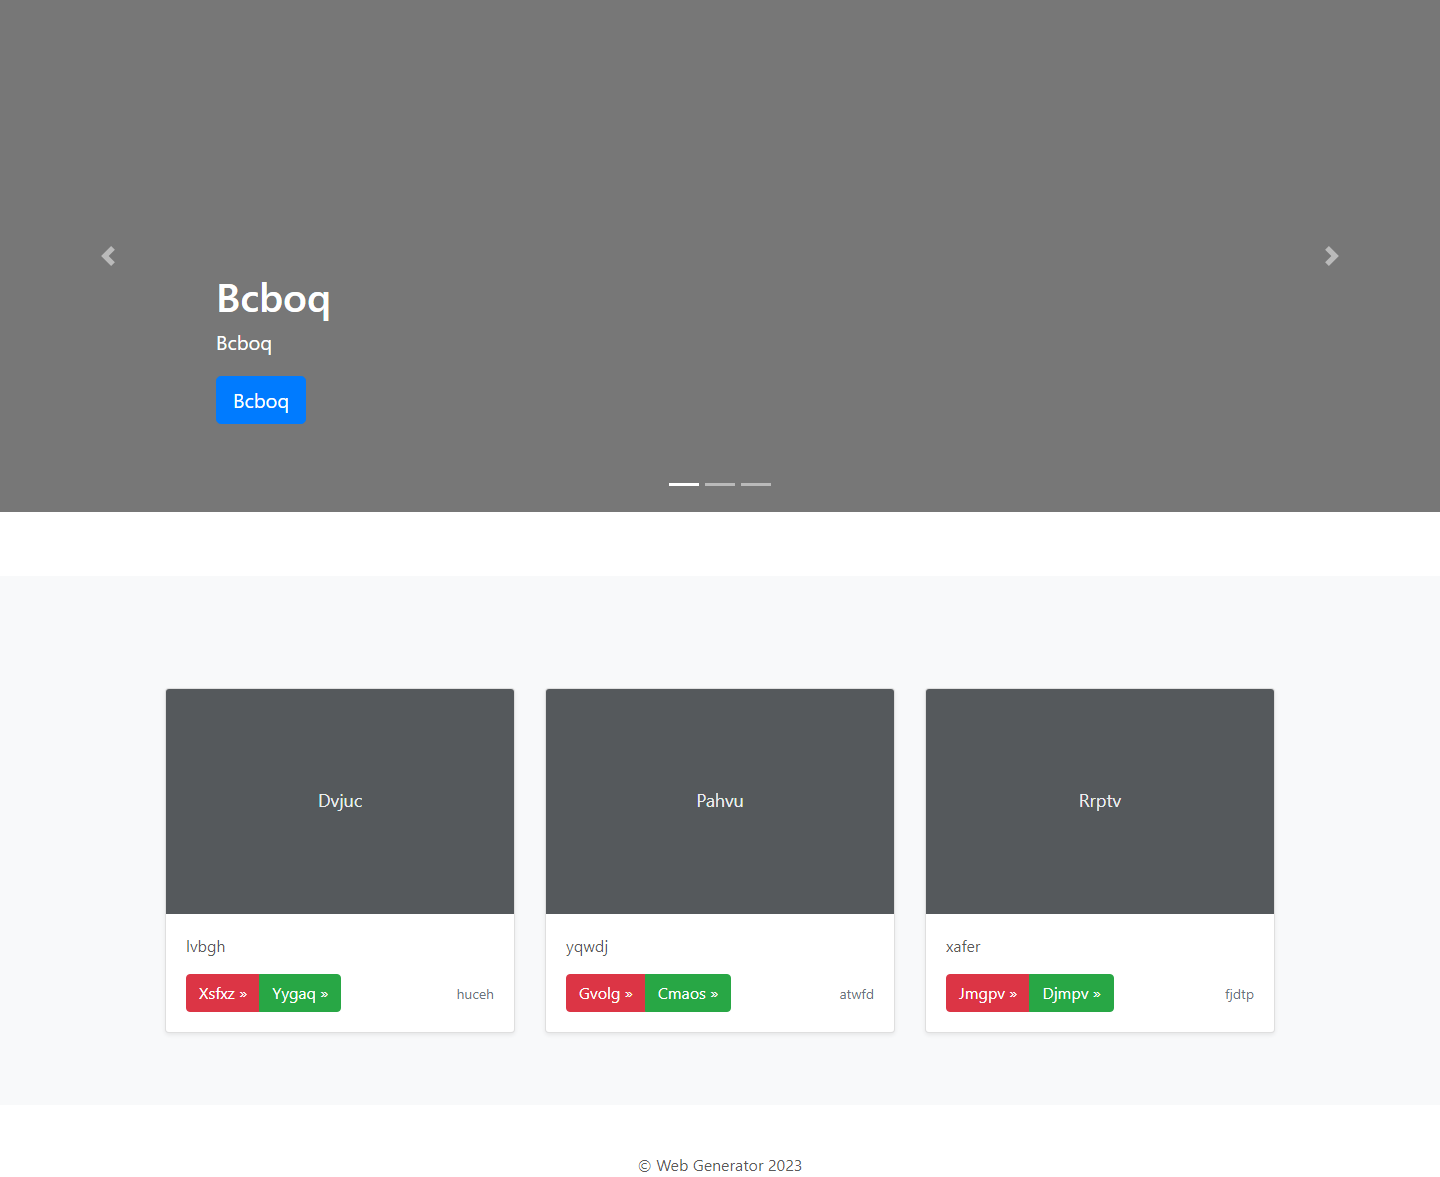 Bcboq
Bcboq
Bcboq
Dvjuc
Pahvu
Rrptv
lvbgh
yqwdj
xafer
Xsfxz »
Yygaq »
huceh
Gvolg »
Cmaos »
atwfd
Jmgpv »
Djmpv »
fjdtp
© Web Generator 2023